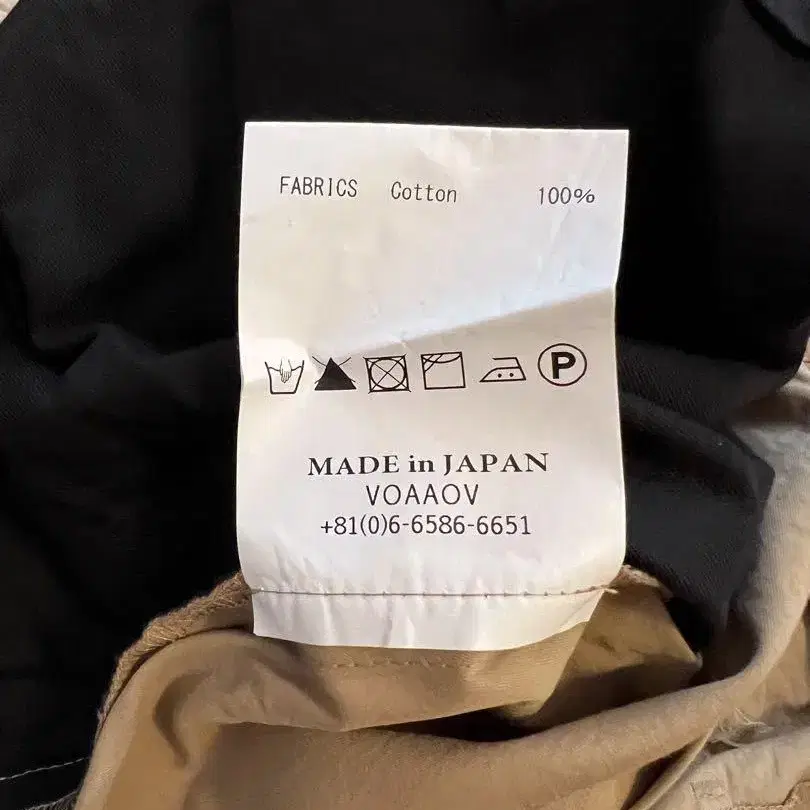 FABRICS Cotton 100%
P
MADE in JAPAN
VOAAOV
+81(0)6-6586-6651